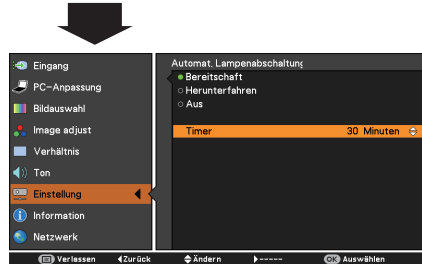 Eingang
PC-Anpassung
Bildauswahl
Image adjust
Verhältnis
Ton
Einstellung
Information
Netzwerk
Automat. Lampenabschaltung
Bereitschaft
Herunterfahren
Aus
Timer 30 Minuten
Verlassen Zurück Ändern ----- OK Auswählen